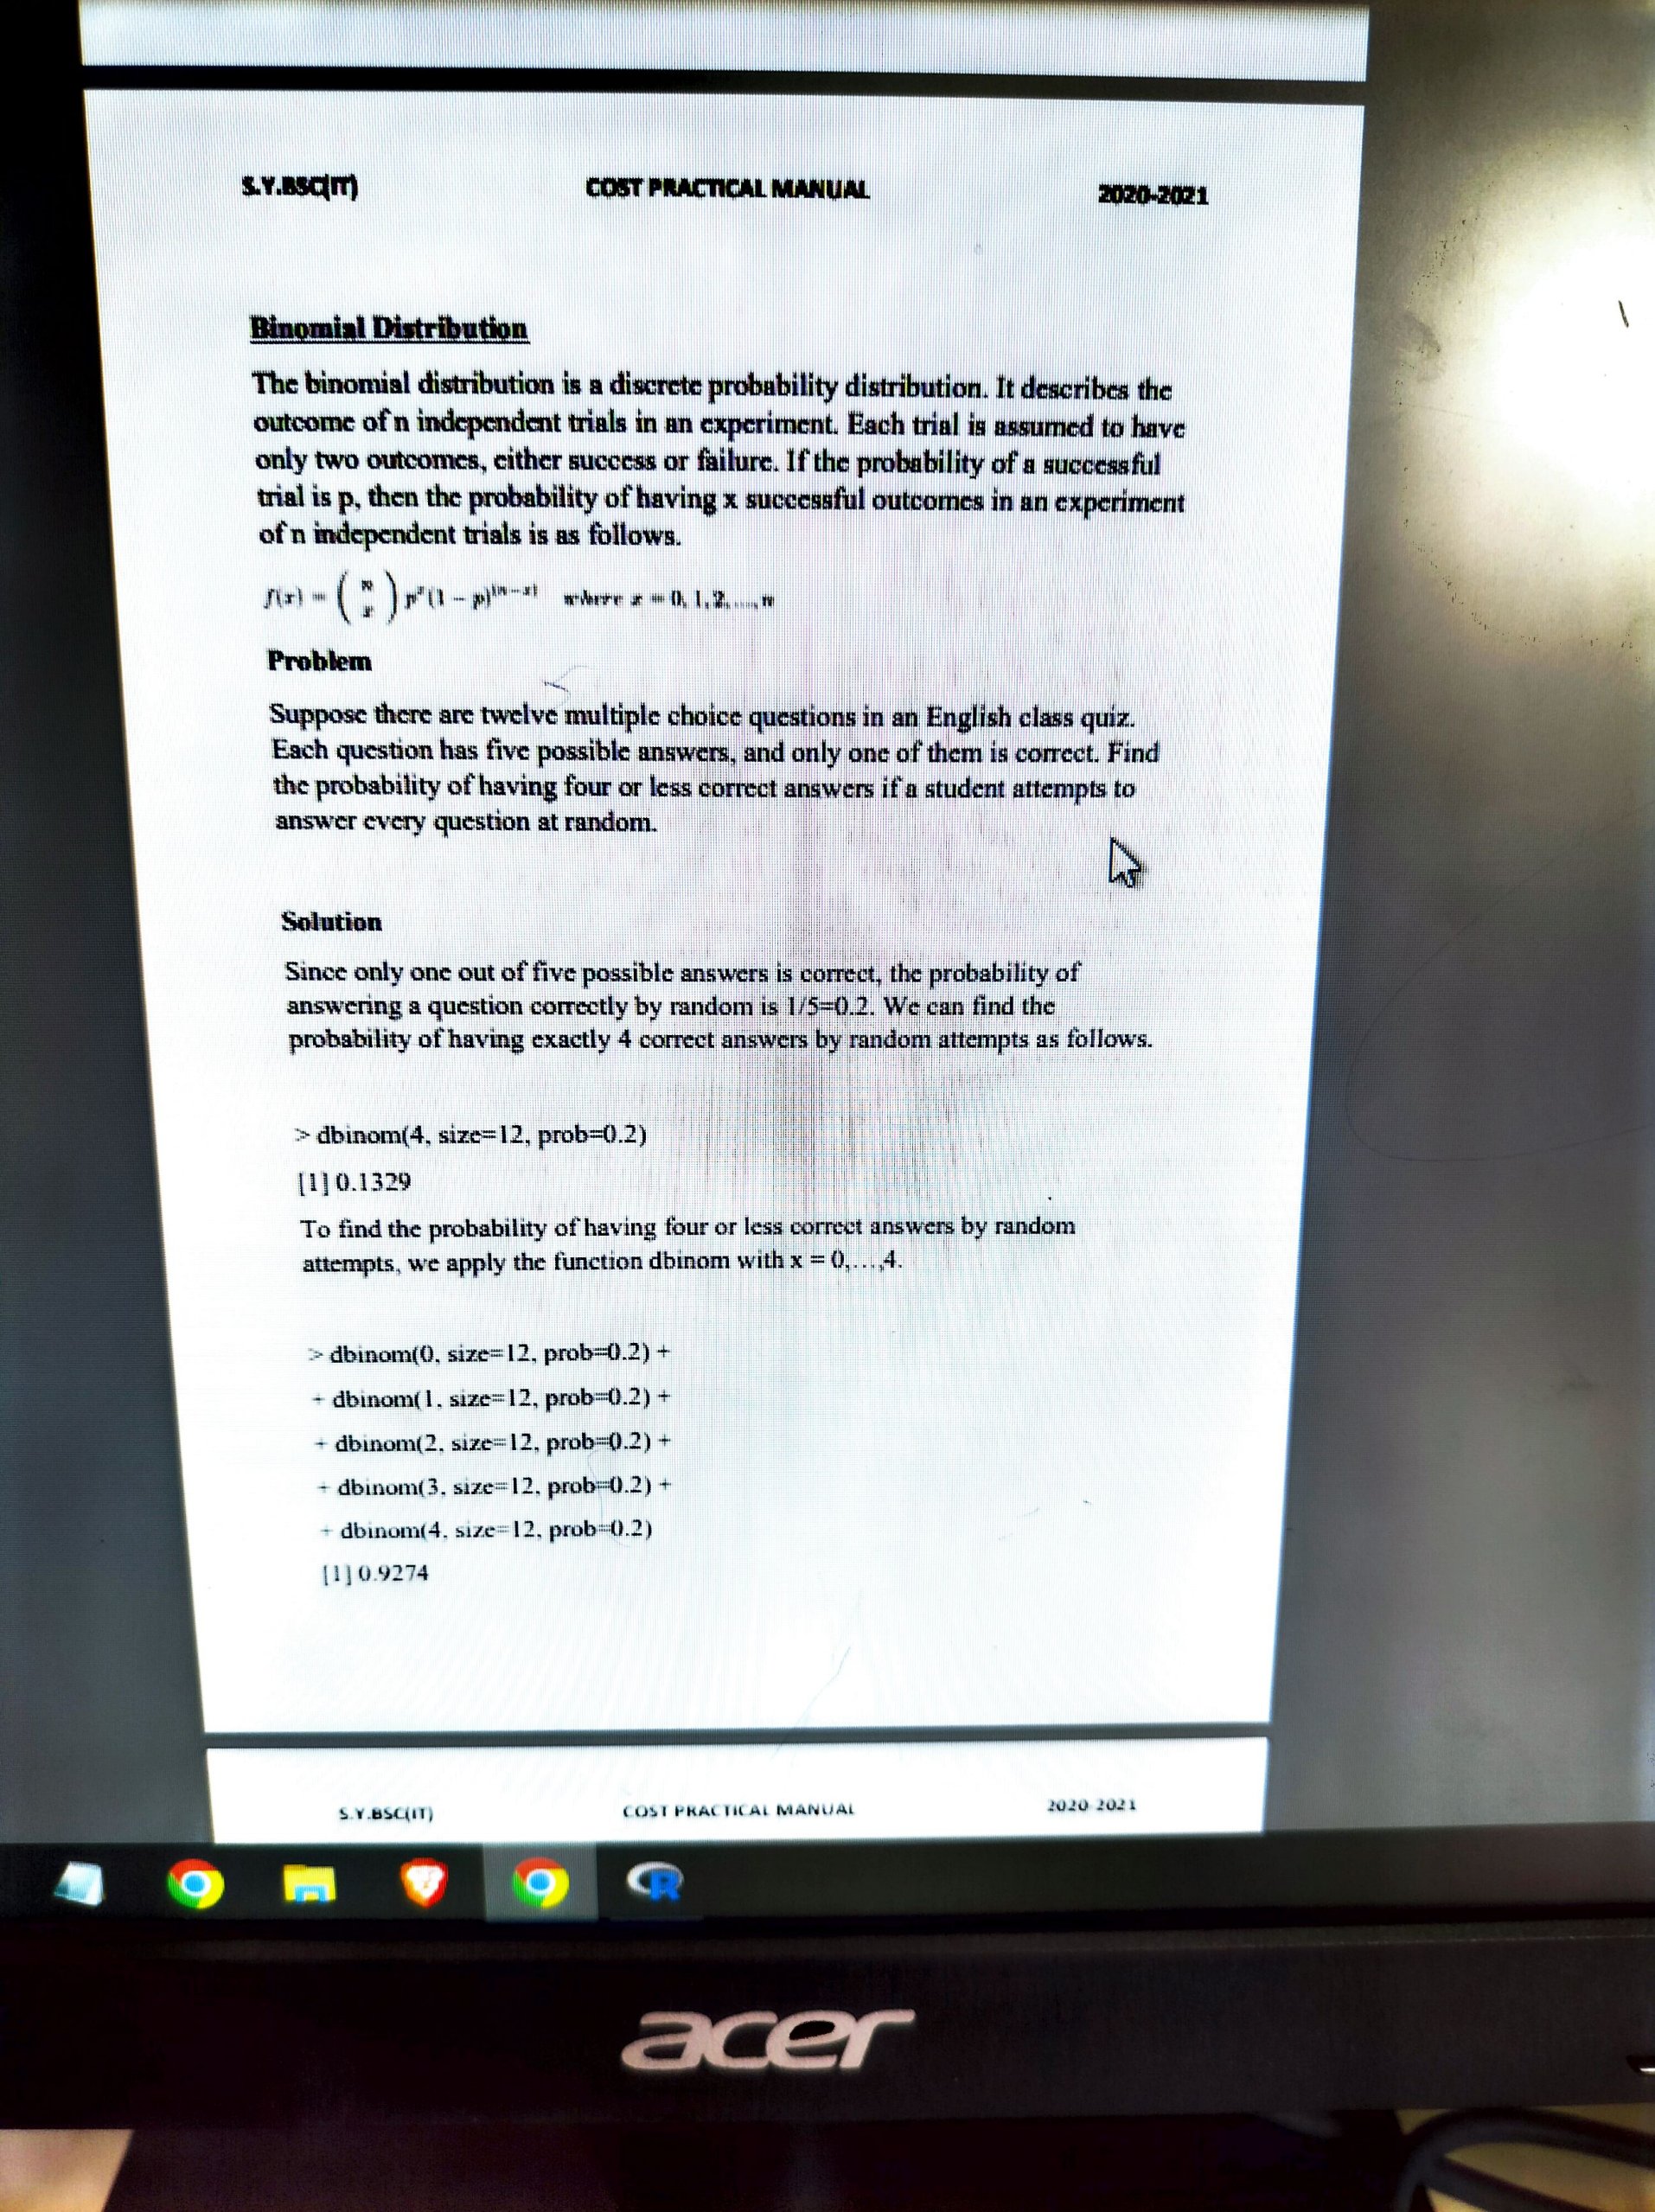 S.Y.BSC(IT) COST PRACTICAL MANUAL 2020-2021
Binomial Distribution
The binomial distribution is a discrete probability distribution. It describes the
outcome of n independent trials in an experiment. Each trial is assumed to have
only two outcomes, either success or failure. If the probability of a successful
trial is p, then the probability of having x successful outcomes in an experiment
of n independent trials is as follows.
f(x) = (n x) p^x (1 − p)^(n−x) where x = 0, 1, 2, ...., n
Problem
Suppose there are twelve multiple choice questions in an English class quiz.
Each question has five possible answers, and only one of them is correct. Find
the probability of having four or less correct answers if a student attempts to
answer every question at random.
Solution
Since only one out of five possible answers is correct, the probability of
answering a question correctly by random is 1/5=0.2. We can find the
probability of having exactly 4 correct answers by random attempts as follows.
> dbinom(4, size=12, prob=0.2)
[1] 0.1329
To find the probability of having four or less correct answers by random
attempts, we apply the function dbinom with x = 0,…,4.
> dbinom(0, size=12, prob=0.2) +
+ dbinom(1, size=12, prob=0.2) +
+ dbinom(2, size=12, prob=0.2) +
+ dbinom(3, size=12, prob=0.2) +
+ dbinom(4, size=12, prob=0.2)
[1] 0.9274
S.Y.BSC(IT) COST PRACTICAL MANUAL 2020-2021
R
acer